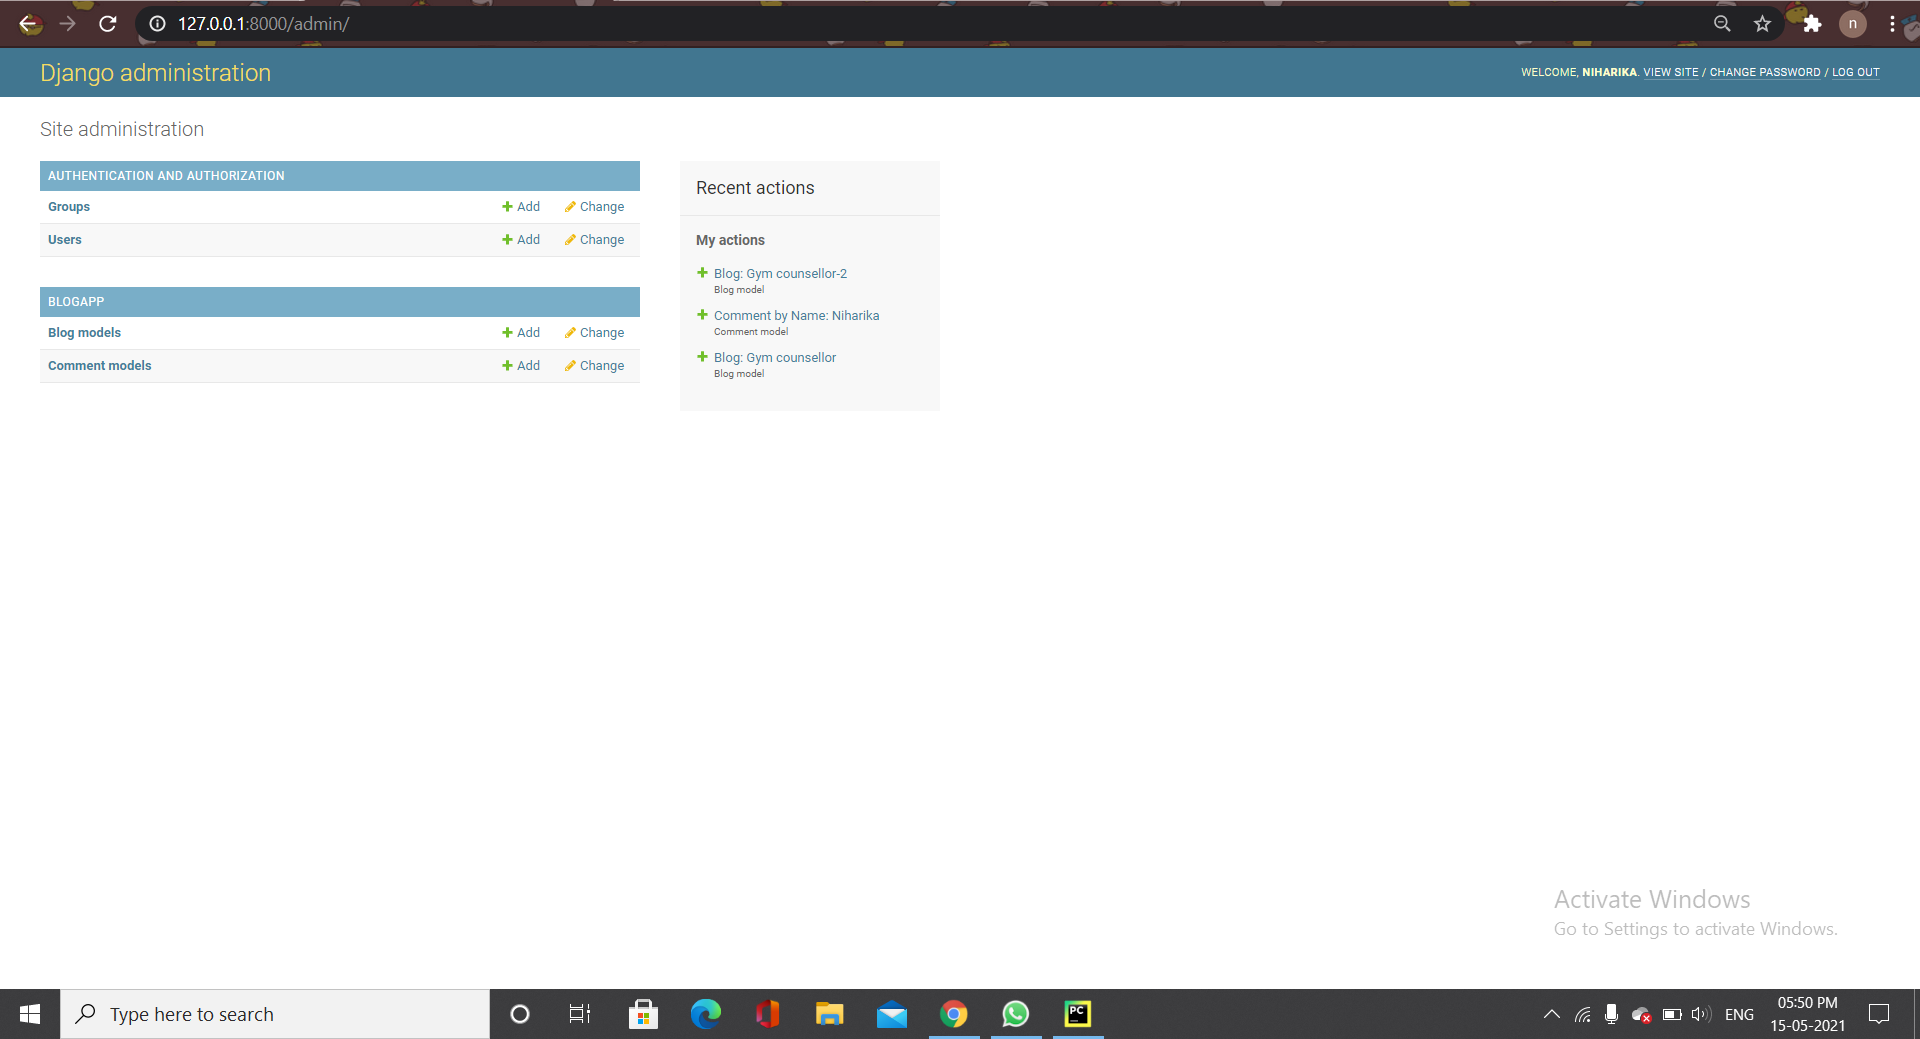 127.0.0.1:8000/admin/
n
Django administration
WELCOME, NIHARIKA. VIEW SITE / CHANGE PASSWORD / LOG OUT
Site administration
AUTHENTICATION AND AUTHORIZATION
Groups Add Change
Users Add Change
BLOGAPP
Blog models Add Change
Comment models Add Change
Recent actions
My actions
Blog: Gym counsellor-2
Blog model
Comment by Name: Niharika
Comment model
Blog: Gym counsellor
Blog model
Activate Windows
Go to Settings to activate Windows.
Type here to search
PC
ENG
05:50 PM
15-05-2021